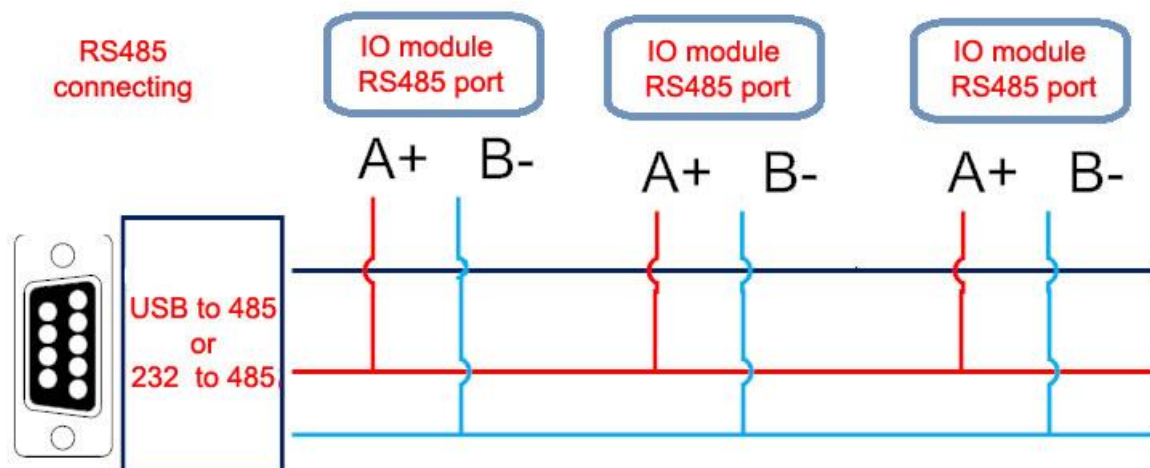 RS485
connecting
IO module
RS485 port
IO module
RS485 port
IO module
RS485 port
A+ B-
A+ B-
A+ B-
USB to 485
or
232 to 485